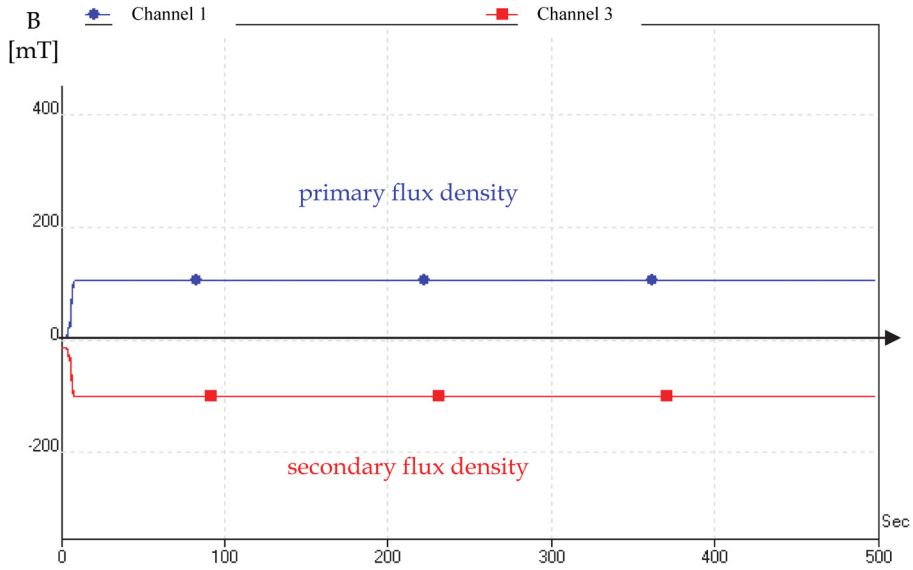 B
[mT]
Channel 1
Channel 3
400
200
0
-200
primary flux density
secondary flux density
Sec
0 100 200 300 400 500